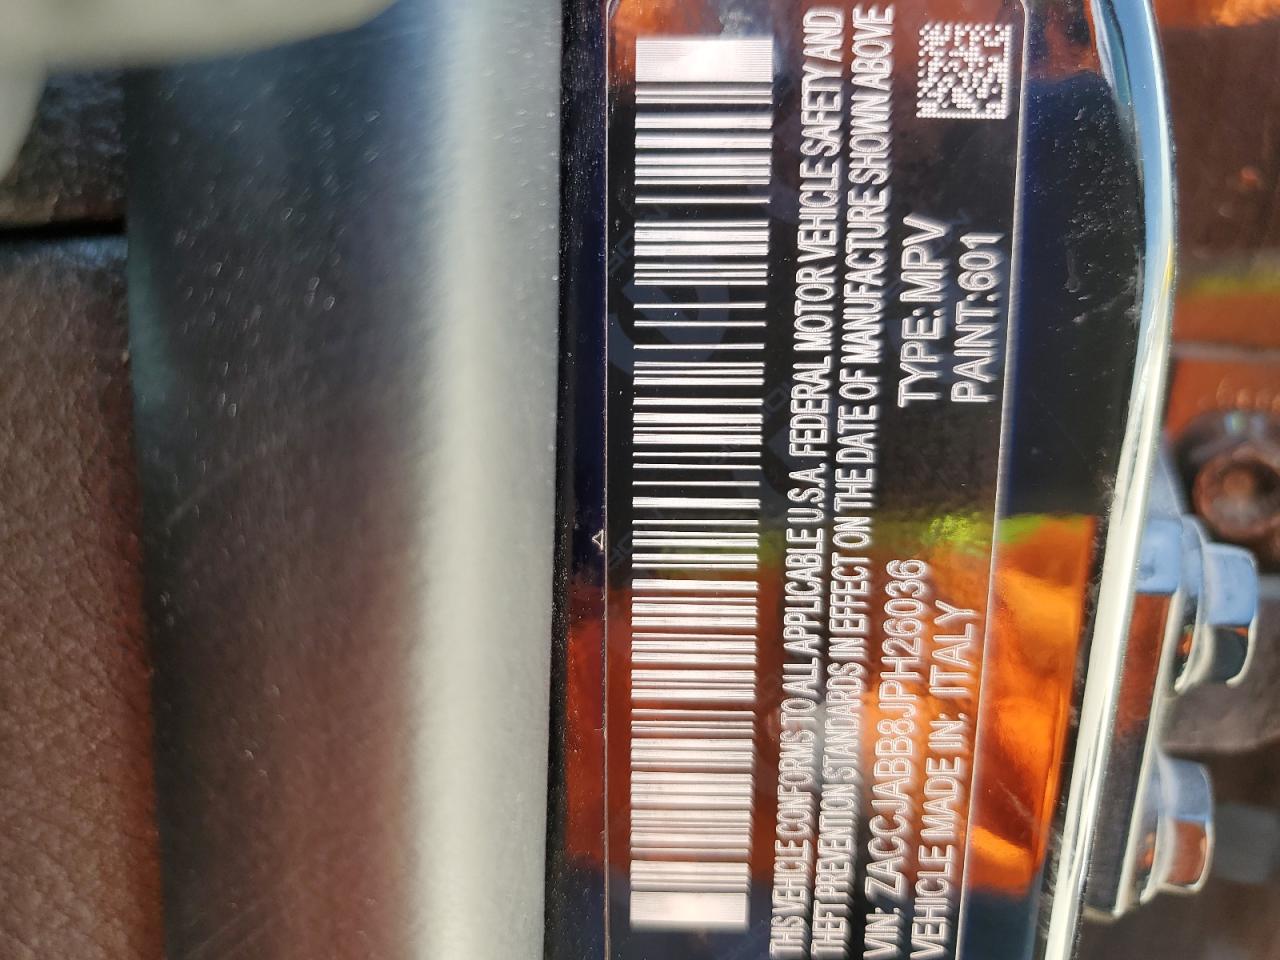 THIS VEHICLE CONFORMS TO ALL APPLICABLE U.S.A. FEDERAL MOTOR VEHICLE SAFETY AND
THEFT PREVENTION STANDARDS IN EFFECT ON THE DATE OF MANUFACTURE SHOWN ABOVE
VIN: ZACCJABB8JPH26036 TYPE: MPV
VEHICLE MADE IN: ITALY PAINT:601